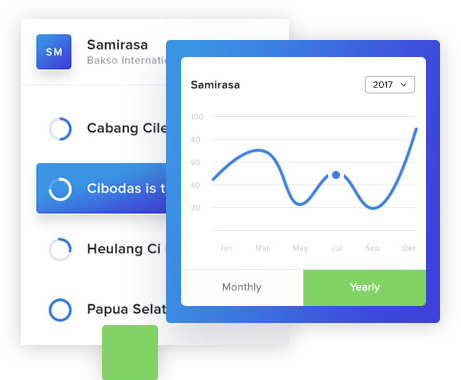 SM
Samirasa
Bakso Internatio
Cabang Cile
Cibodas is t
Heulang Ci
Papua Selat
Samirasa
2017
100
80
60
40
20
Jan Mar May Jul Sep Dec
Monthly Yearly